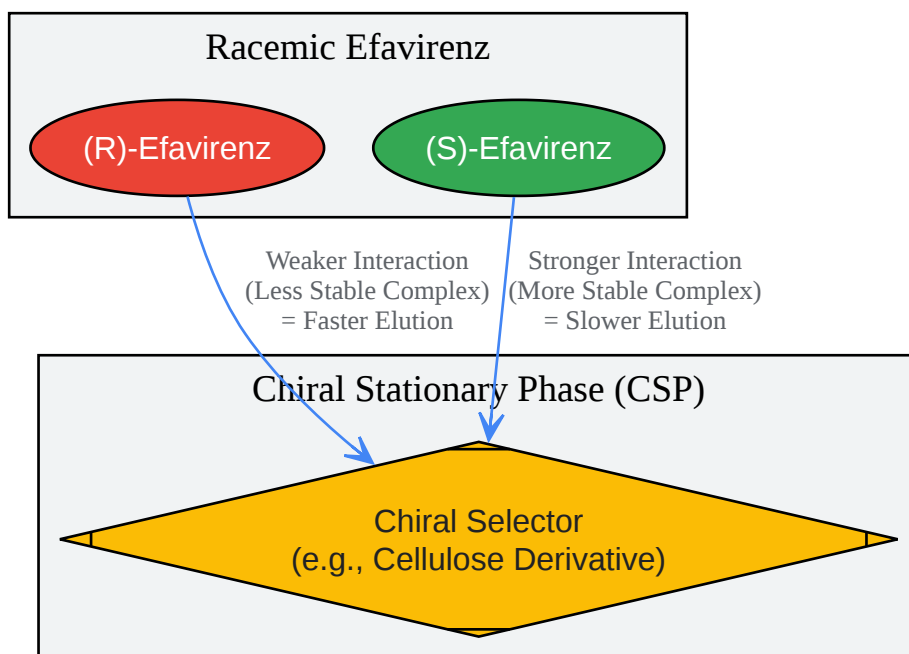 Racemic Efavirenz
(R)-Efavirenz
(S)-Efavirenz
Weaker Interaction
(Less Stable Complex)
= Faster Elution
Stronger Interaction
(More Stable Complex)
= Slower Elution
Chiral Stationary Phase (CSP)
Chiral Selector
(e.g., Cellulose Derivative)